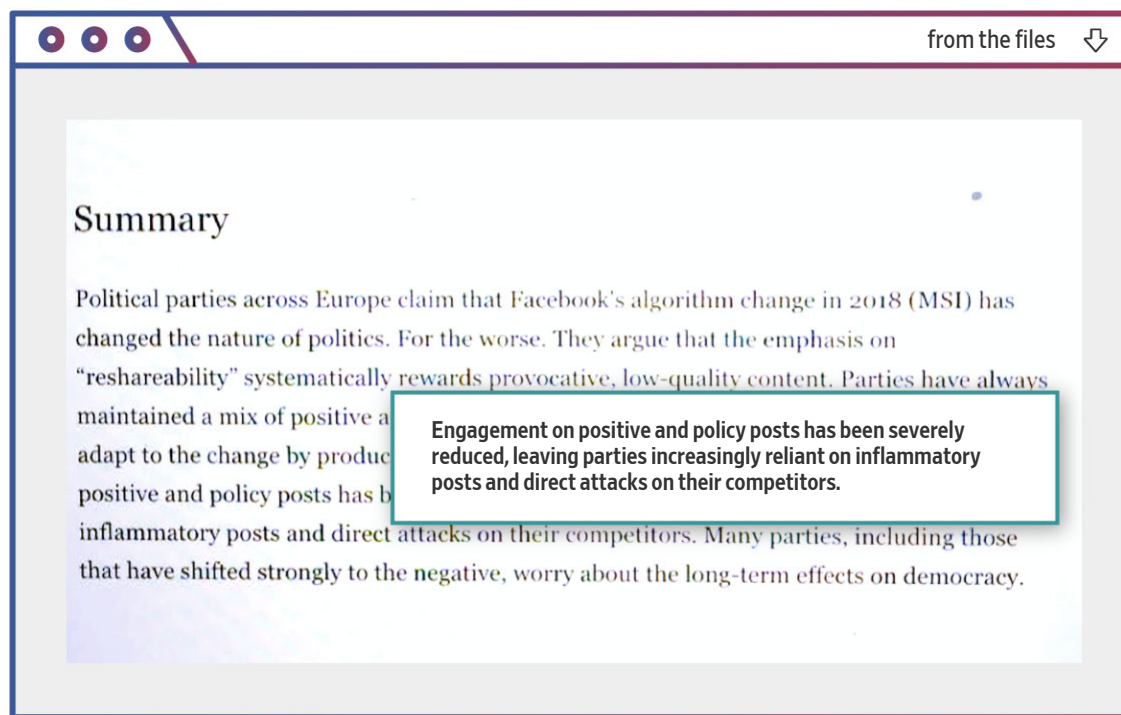 from the files
Summary
Political parties across Europe claim that Facebook's algorithm change in 2018 (MSI) has
changed the nature of politics. For the worse. They argue that the emphasis on
“reshareability” systematically rewards provocative, low-quality content. Parties have always
maintained a mix of positive a
adapt to the change by produc
positive and policy posts has b
inflammatory posts and direct attacks on their competitors. Many parties, including those
that have shifted strongly to the negative, worry about the long-term effects on democracy.
Engagement on positive and policy posts has been severely
reduced, leaving parties increasingly reliant on inflammatory
posts and direct attacks on their competitors.